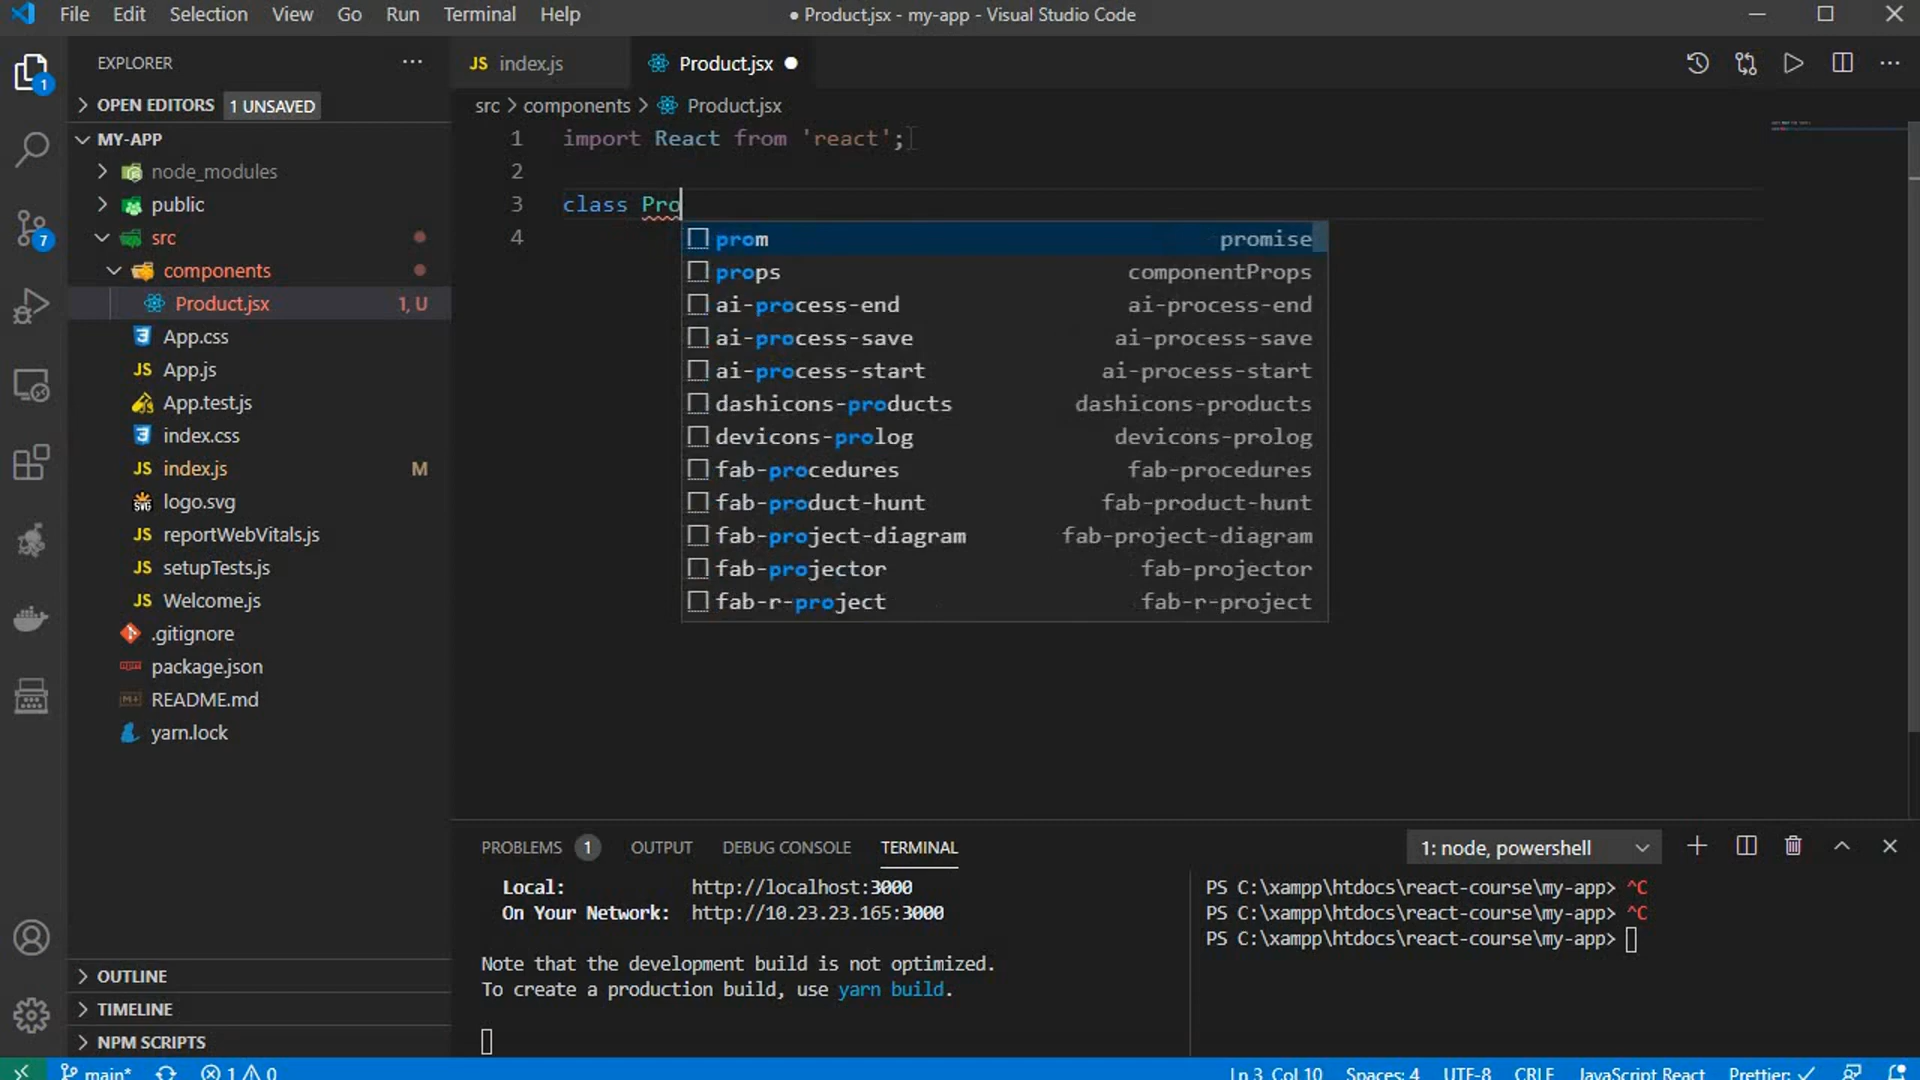 File Edit Selection View Go Run Terminal Help
● Product.jsx - my-app - Visual Studio Code
EXPLORER
OPEN EDITORS 1 UNSAVED
MY-APP
node_modules
public
src
components
Product.jsx 1, U
App.css
JS App.js
App.test.js
index.css
JS index.js M
logo.svg
JS reportWebVitals.js
JS setupTests.js
JS Welcome.js
.gitignore
package.json
README.md
yarn.lock
OUTLINE
TIMELINE
NPM SCRIPTS
1
7
JS index.js
Product.jsx ●
src > components > Product.jsx
1 import React from 'react';
2
3 class Pro
4
prom promise
props componentProps
ai-process-end ai-process-end
ai-process-save ai-process-save
ai-process-start ai-process-start
dashicons-products dashicons-products
devicons-prolog devicons-prolog
fab-procedures fab-procedures
fab-product-hunt fab-product-hunt
fab-project-diagram fab-project-diagram
fab-projector fab-projector
fab-r-project fab-r-project
PROBLEMS 1 OUTPUT DEBUG CONSOLE TERMINAL
1: node, powershell
Local: http://localhost:3000
On Your Network: http://10.23.23.165:3000
Note that the development build is not optimized.
To create a production build, use yarn build.
PS C:\xampp\htdocs\react-course\my-app> ^C
PS C:\xampp\htdocs\react-course\my-app> ^C
PS C:\xampp\htdocs\react-course\my-app>
main* 1 0
Ln 3, Col 10 Spaces: 4 UTF-8 CRLF JavaScript React Prettier: ✓